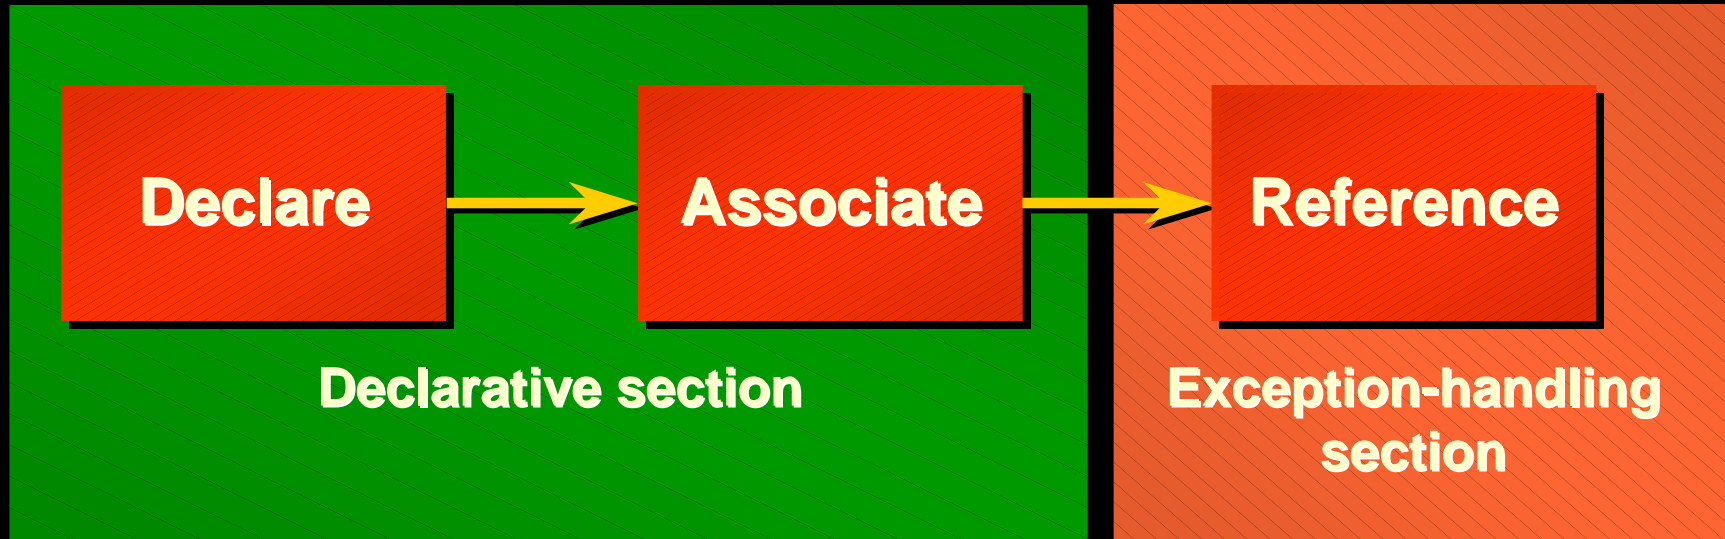 Declare
Associate
Reference
Declarative section
Exception-handling
section